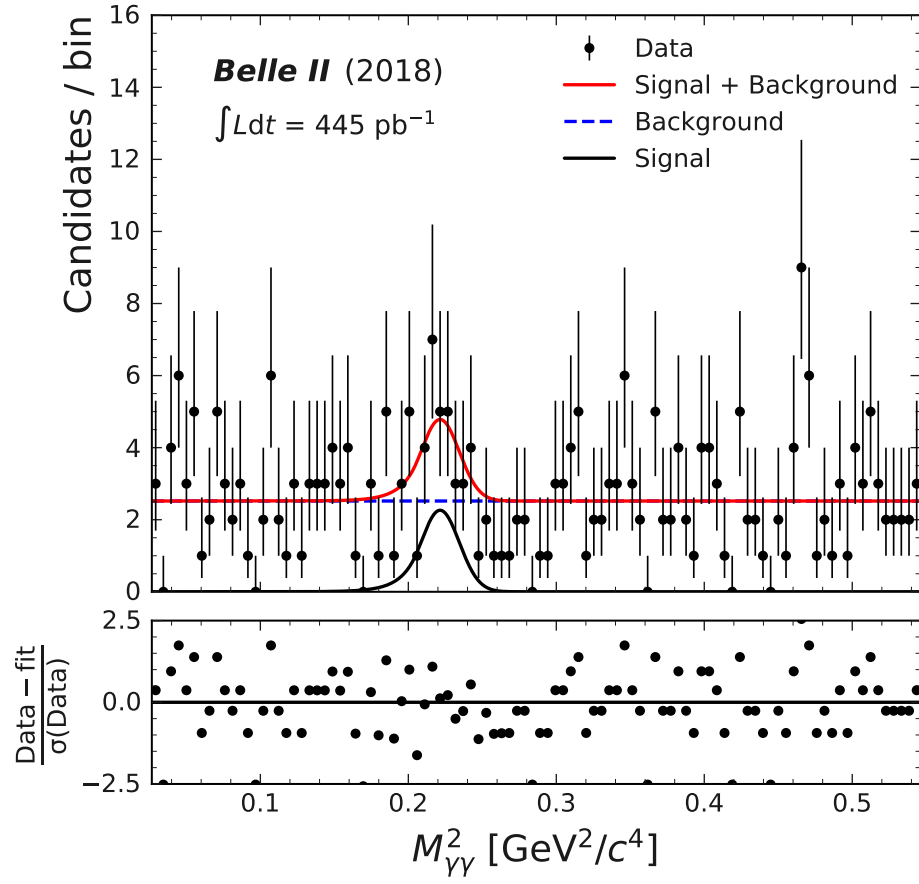 Belle II (2018)
∫Ldt = 445 pb⁻¹
Data
Signal + Background
Background
Signal
Candidates / bin
16
14
12
10
8
6
4
2
0
2.5
0.0
−2.5
Data − fit
σ(Data)
0.1 0.2 0.3 0.4 0.5
M²γγ [GeV²/c⁴]